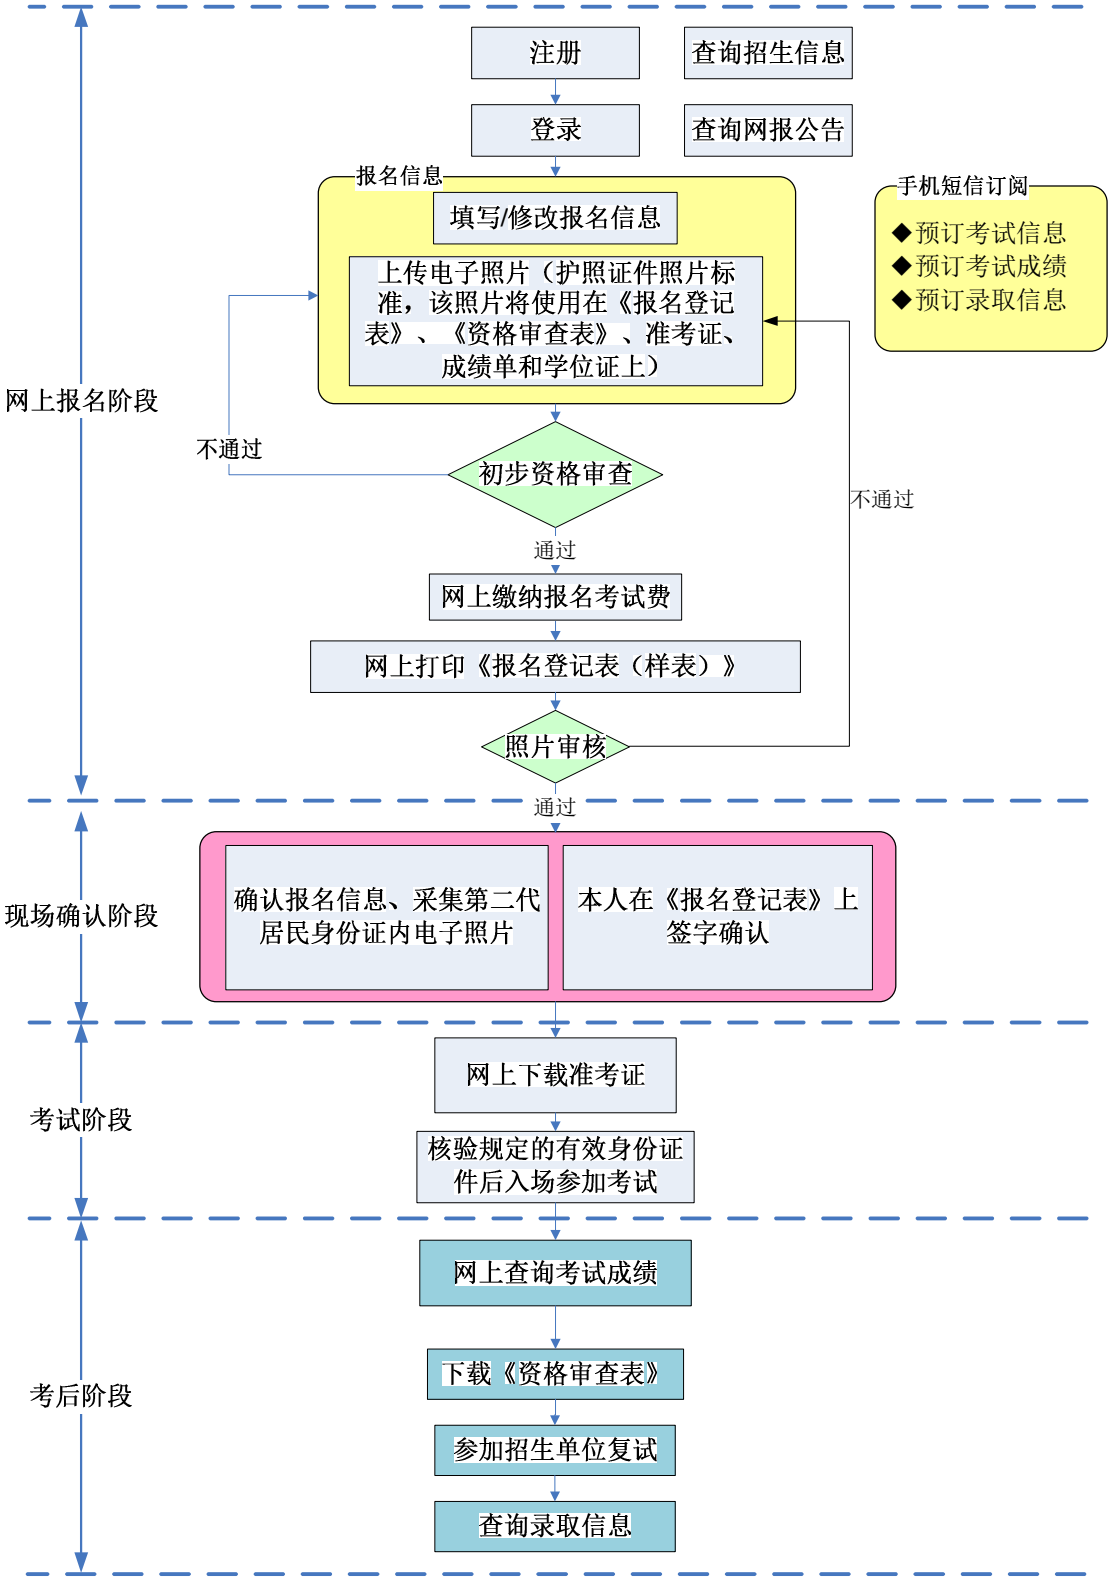 注册
查询招生信息
登录
查询网报公告
报名信息
手机短信订阅
填写/修改报名信息
◆预订考试信息
◆预订考试成绩
◆预订录取信息
上传电子照片（护照证件照片标
准，该照片将使用在《报名登记
表》、《资格审查表》、准考证、
成绩单和学位证上）
网上报名阶段
不通过
初步资格审查
不通过
通过
网上缴纳报名考试费
网上打印《报名登记表（样表）》
照片审核
通过
现场确认阶段
确认报名信息、采集第二代
居民身份证内电子照片
本人在《报名登记表》上
签字确认
考试阶段
网上下载准考证
核验规定的有效身份证
件后入场参加考试
考后阶段
网上查询考试成绩
下载《资格审查表》
参加招生单位复试
查询录取信息